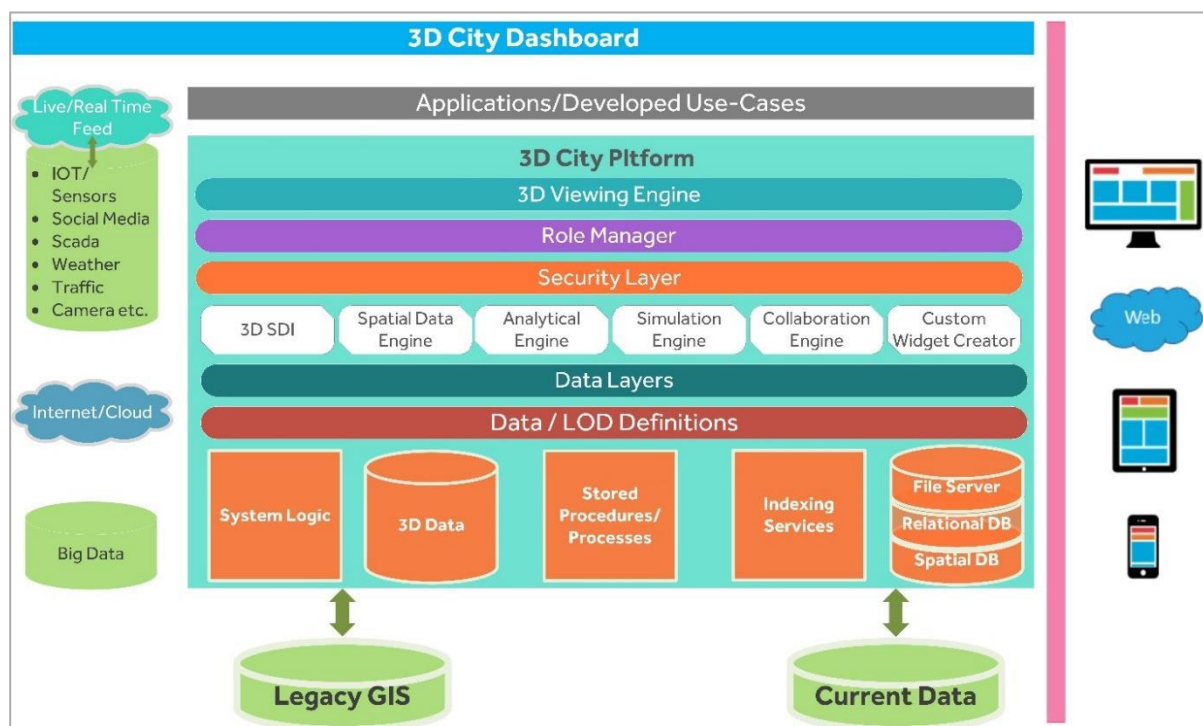 3D City Dashboard
Live/Real Time
Feed
• IOT/
Sensors
• Social Media
• Scada
• Weather
• Traffic
• Camera etc.
Internet/Cloud
Big Data
Applications/Developed Use-Cases
3D City Pltform
3D Viewing Engine
Role Manager
Security Layer
3D SDI
Spatial Data
Engine
Analytical
Engine
Simulation
Engine
Collaboration
Engine
Custom
Widget Creator
Data Layers
Data / LOD Definitions
System Logic
3D Data
Stored
Procedures/
Processes
Indexing
Services
File Server
Relational DB
Spatial DB
Legacy GIS
Current Data
Web